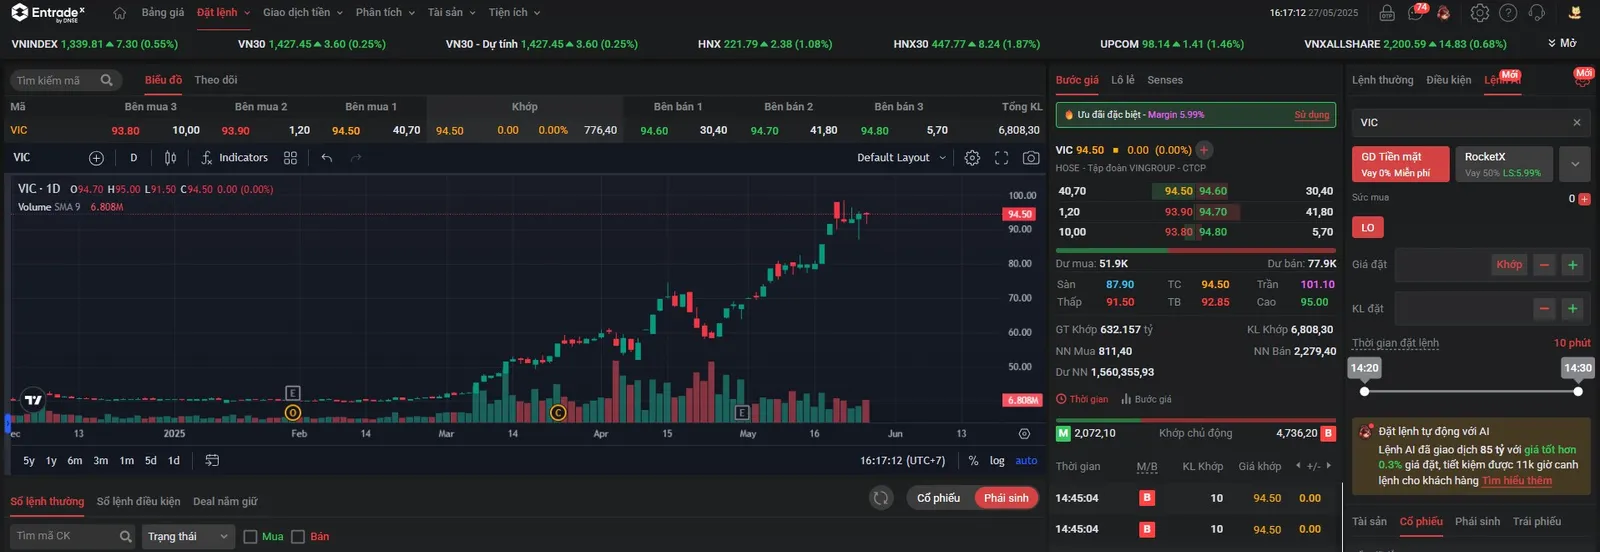 Entrade X
by DNSE
Bảng giá
Đặt lệnh
Giao dịch tiền
Phân tích
Tài sản
Tiện ích
16:17:12 27/05/2025
OTP
74
VNINDEX 1,339.81 7.30 (0.55%)
VN30 1,427.45 3.60 (0.25%)
VN30 - Dự tính 1,427.45 3.60 (0.25%)
HNX 221.79 2.38 (1.08%)
HNX30 447.77 8.24 (1.87%)
UPCOM 98.14 1.41 (1.46%)
VNXALLSHARE 2,200.59 14.83 (0.68%)
Mở
Tìm kiếm mã
Biểu đồ
Theo dõi
Mã Bên mua 3 Bên mua 2 Bên mua 1 Khớp Bên bán 1 Bên bán 2 Bên bán 3 Tổng KL
VIC 93.80 10,00 93.90 1,20 94.50 40,70 94.50 0.00 0.00% 776,40 94.60 30,40 94.70 41,80 94.80 5,70 6,808,30
VIC D Indicators Default Layout
VIC · 1D O94.70 H95.00 L91.50 C94.50 0.00 (0.00%)
Volume SMA 9 6.808M
100.00
94.50
90.00
80.00
70.00
60.00
50.00
6.808M
E
O
C
E
ec 13 2025 Feb 14 Mar 14 Apr 15 May 16 Jun 13
5y 1y 6m 3m 1m 5d 1d
16:17:12 (UTC+7) % log auto
Sổ lệnh thường
Sổ lệnh điều kiện
Deal nắm giữ
Cổ phiếu
Phái sinh
Tìm mã CK
Trạng thái
Mua
Bán
Bước giá
Lô lẻ
Senses
Ưu đãi đặc biệt - Margin 5.99% Sử dụng
VIC 94.50 0.00 (0.00%)
HOSE - Tập đoàn VINGROUP - CTCP
40,70 94.50 94.60 30,40
1,20 93.90 94.70 41,80
10,00 93.80 94.80 5,70
Dư mua: 51.9K Dư bán: 77.9K
Sàn 87.90 TC 94.50 Trần 101.10
Thấp 91.50 TB 92.85 Cao 95.00
GT Khớp 632.157 tỷ KL Khớp 6,808,30
NN Mua 811,40 NN Bán 2,279,40
Dư NN 1,560,355,93
Thời gian
Bước giá
M 2,072,10 Khớp chủ động 4,736,20 B
Thời gian M/B KL Khớp Giá khớp +/-
14:45:04 B 10 94.50 0.00
14:45:04 B 10 94.50 0.00
Lệnh thường
Điều kiện
Lệnh AI
Mới
Mới
VIC
GD Tiền mặt
Vay 0% Miễn phí
RocketX
Vay 50% LS:5.99%
Sức mua 0
LO
Giá đặt Khớp
KL đặt
Thời gian đặt lệnh 10 phút
14:20 14:30
Đặt lệnh tự động với AI
Lệnh AI đã giao dịch 85 tỷ với giá tốt hơn
0.3% giá đặt, tiết kiệm được 11k giờ canh
lệnh cho khách hàng Tìm hiểu thêm
Tài sản
Cổ phiếu
Phái sinh
Trái phiếu